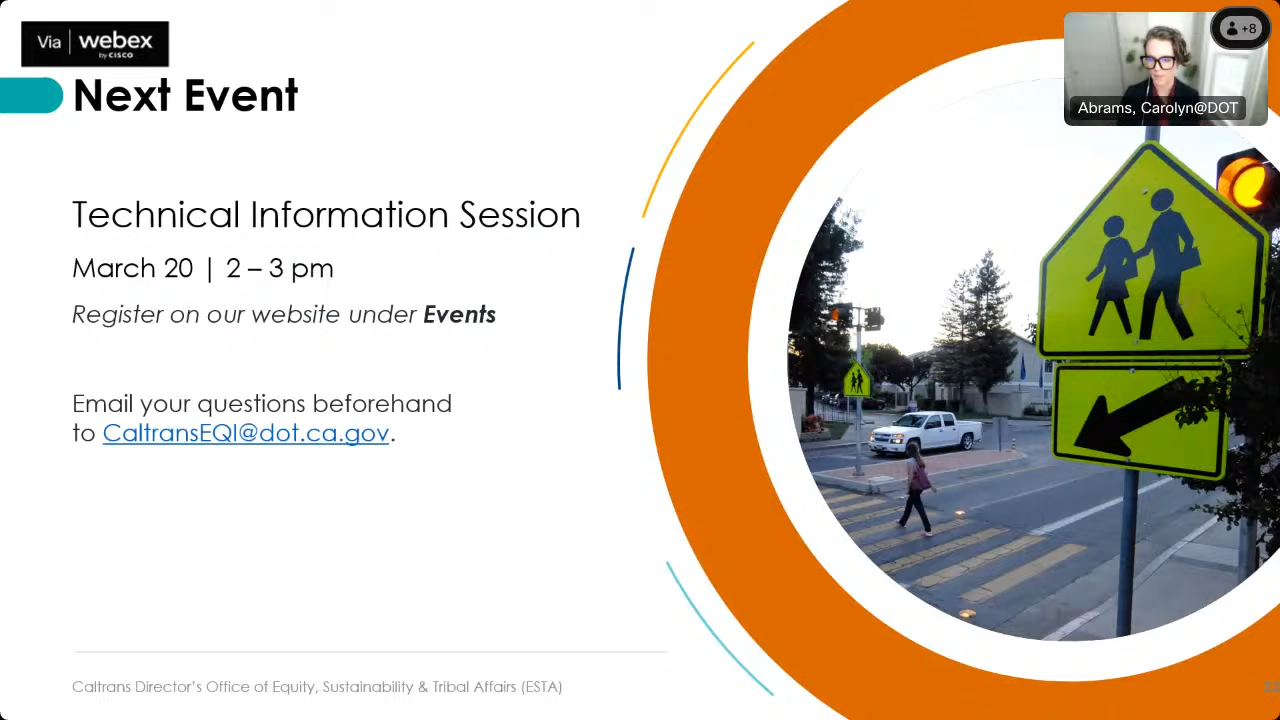 Via | webex
by CISCO
+8
Abrams, Carolyn@DOT
Next Event
Technical Information Session
March 20 | 2 – 3 pm
Register on our website under Events
Email your questions beforehand
to CaltransEQI@dot.ca.gov.
Caltrans Director's Office of Equity, Sustainability & Tribal Affairs (ESTA)